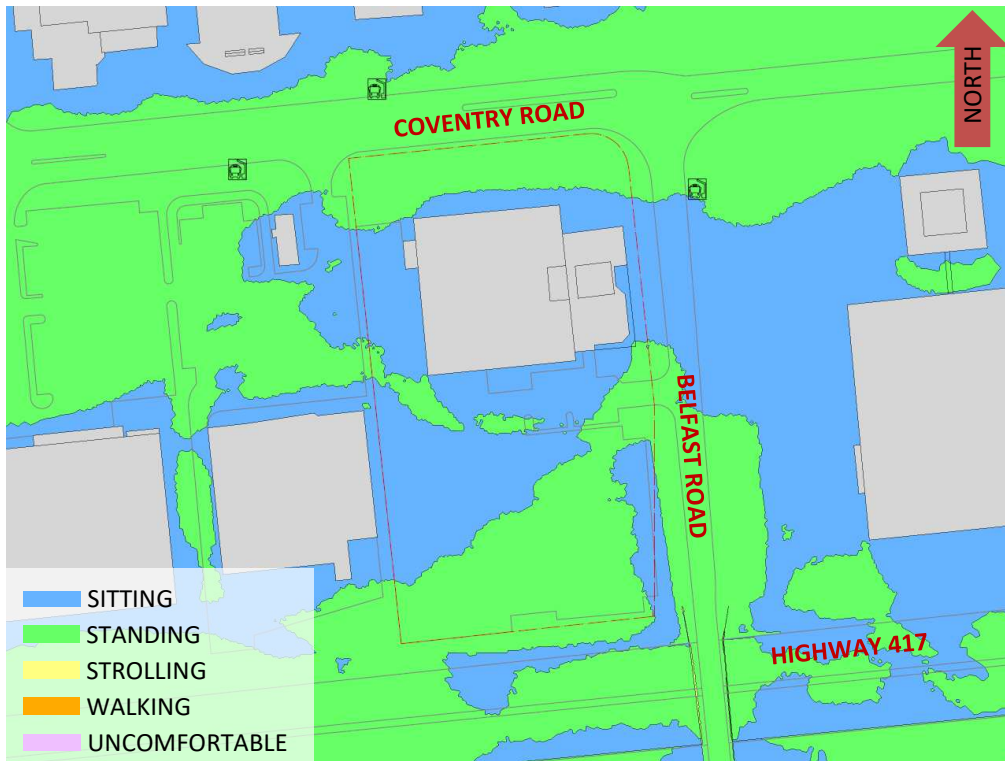 NORTH
COVENTRY ROAD
BELFAST ROAD
HIGHWAY 417
SITTING
STANDING
STROLLING
WALKING
UNCOMFORTABLE